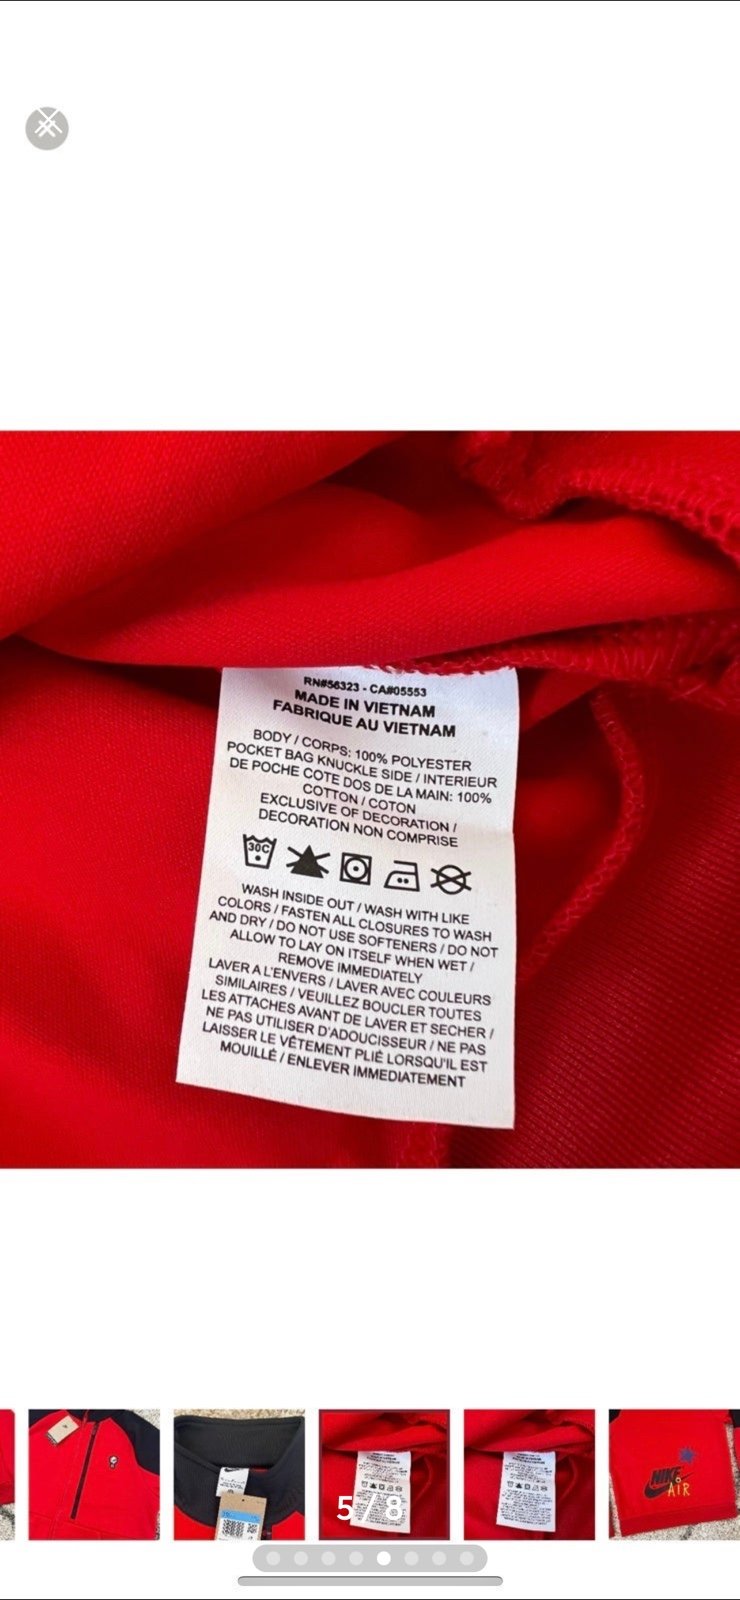 RN#56323 - CA#05553
MADE IN VIETNAM
FABRIQUE AU VIETNAM
BODY / CORPS: 100% POLYESTER
POCKET BAG KNUCKLE SIDE / INTERIEUR
DE POCHE COTE DOS DE LA MAIN: 100%
COTTON / COTON
EXCLUSIVE OF DECORATION /
DECORATION NON COMPRISE
30C
WASH INSIDE OUT / WASH WITH LIKE
COLORS / FASTEN ALL CLOSURES TO WASH
AND DRY / DO NOT USE SOFTENERS / DO NOT
ALLOW TO LAY ON ITSELF WHEN WET /
REMOVE IMMEDIATELY
LAVER A L'ENVERS / LAVER AVEC COULEURS
SIMILAIRES / VEUILLEZ BOUCLER TOUTES
LES ATTACHES AVANT DE LAVER ET SECHER /
NE PAS UTILISER D'ADOUCISSEUR / NE PAS
LAISSER LE VÊTEMENT PLIÉ LORSQU'IL EST
MOUILLÉ / ENLEVER IMMEDIATEMENT
5 / 8
NIKE
AIR